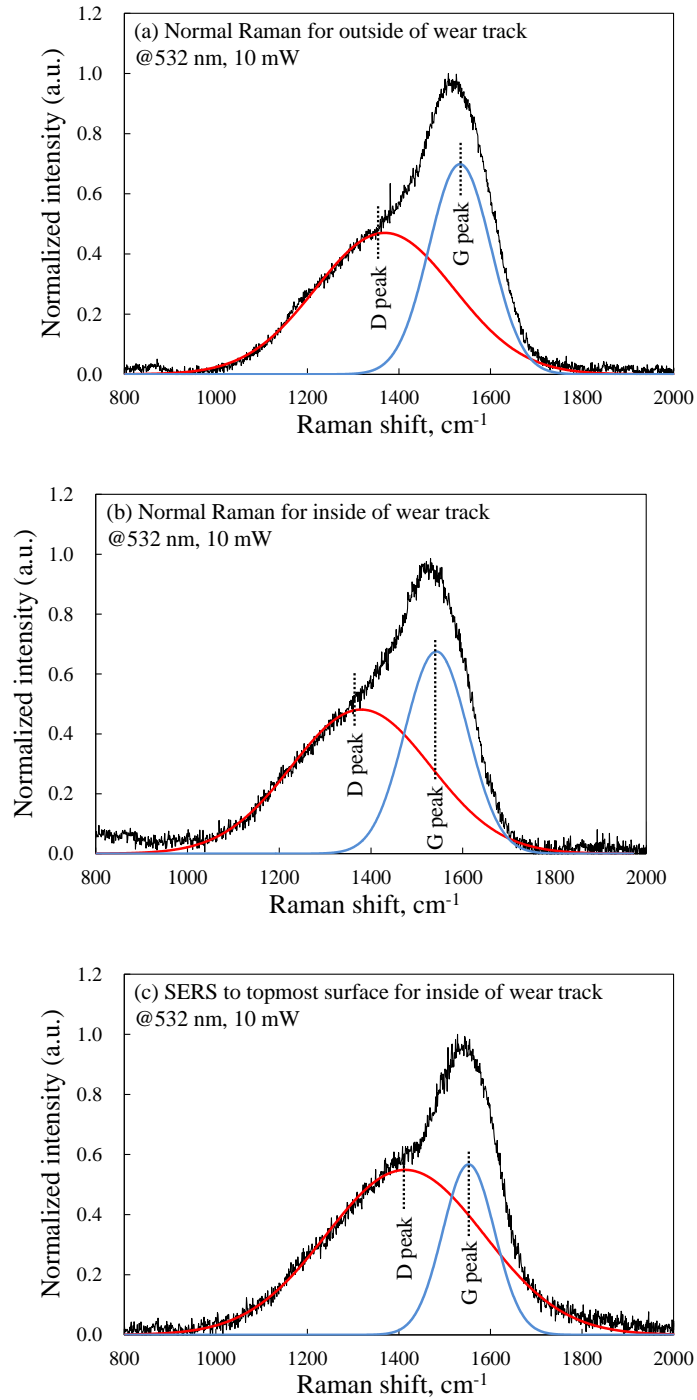 (a) Normal Raman for outside of wear track
@532 nm, 10 mW
Normalized intensity (a.u.)
1.2
1.0
0.8
0.6
0.4
0.2
0.0
D peak
G peak
800 1000 1200 1400 1600 1800 2000
Raman shift, cm-1
(b) Normal Raman for inside of wear track
@532 nm, 10 mW
Normalized intensity (a.u.)
1.2
1.0
0.8
0.6
0.4
0.2
0.0
D peak
G peak
800 1000 1200 1400 1600 1800 2000
Raman shift, cm-1
(c) SERS to topmost surface for inside of wear track
@532 nm, 10 mW
Normalized intensity (a.u.)
1.2
1.0
0.8
0.6
0.4
0.2
0.0
D peak
G peak
800 1000 1200 1400 1600 1800 2000
Raman shift, cm-1